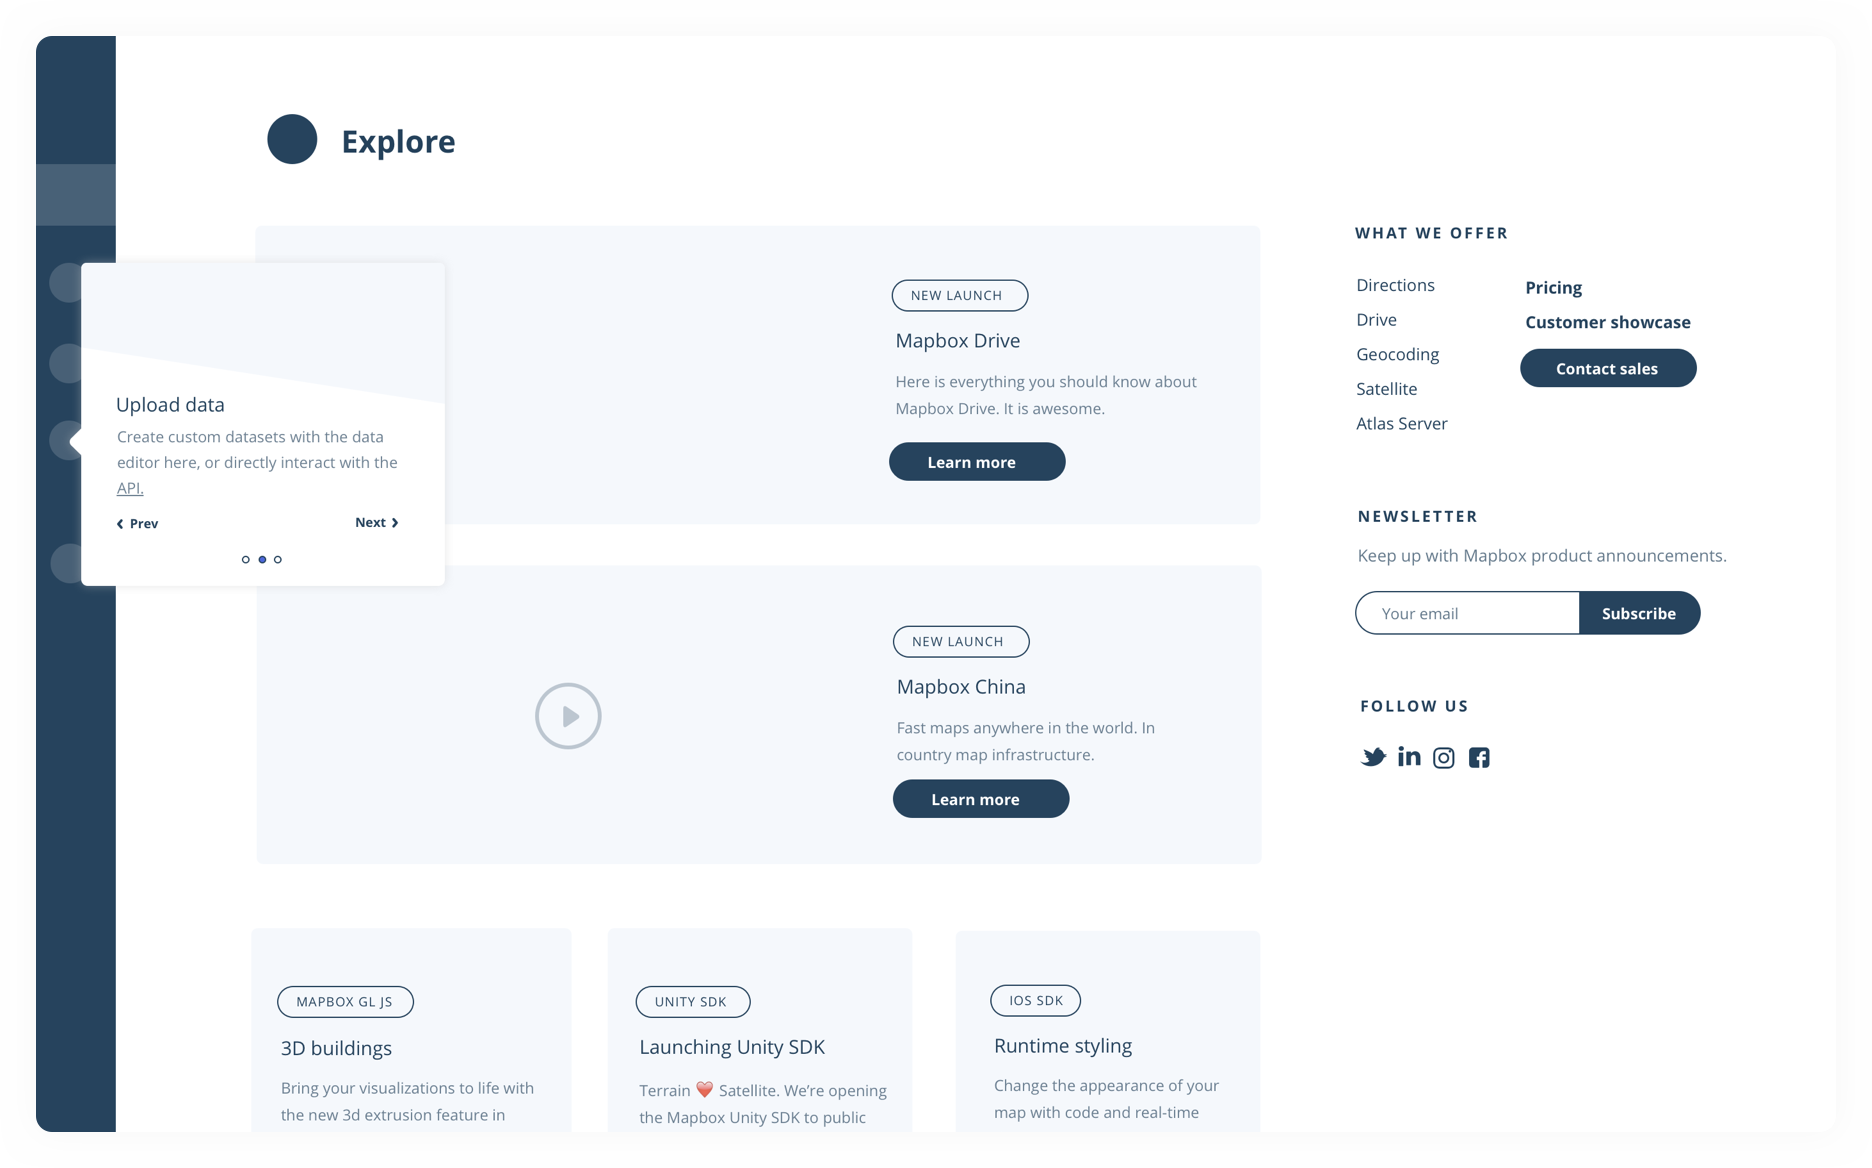 Explore
Upload data
Create custom datasets with the data
editor here, or directly interact with the
API.
Prev
Next
NEW LAUNCH
Mapbox Drive
Here is everything you should know about
Mapbox Drive. It is awesome.
Learn more
NEW LAUNCH
Mapbox China
Fast maps anywhere in the world. In
country map infrastructure.
Learn more
MAPBOX GL JS
3D buildings
Bring your visualizations to life with
the new 3d extrusion feature in
UNITY SDK
Launching Unity SDK
Terrain ❤️ Satellite. We’re opening
the Mapbox Unity SDK to public
IOS SDK
Runtime styling
Change the appearance of your
map with code and real-time
WHAT WE OFFER
Directions
Drive
Geocoding
Satellite
Atlas Server
Pricing
Customer showcase
Contact sales
NEWSLETTER
Keep up with Mapbox product announcements.
Your email
Subscribe
FOLLOW US